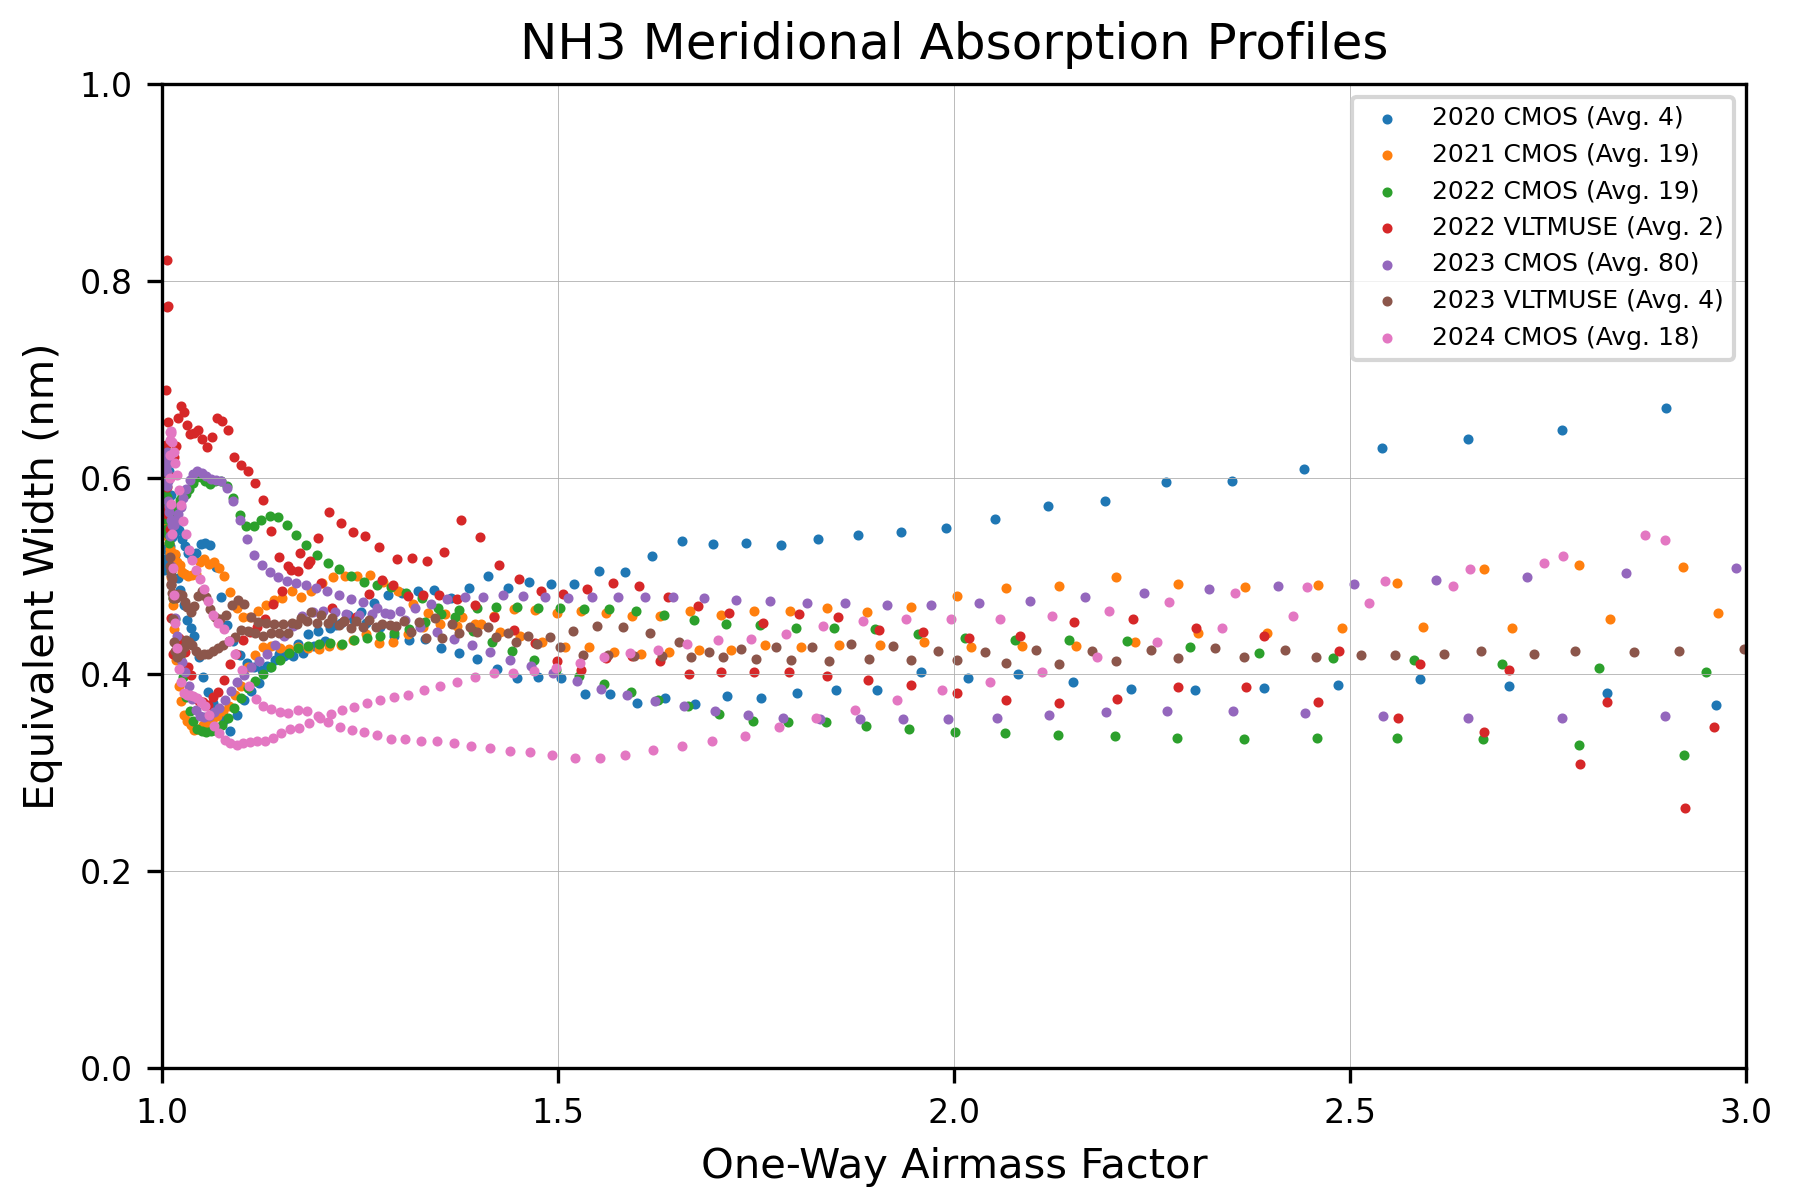 NH3 Meridional Absorption Profiles
1.0
0.8
0.6
0.4
0.2
0.0
Equivalent Width (nm)
2020 CMOS (Avg. 4)
2021 CMOS (Avg. 19)
2022 CMOS (Avg. 19)
2022 VLTMUSE (Avg. 2)
2023 CMOS (Avg. 80)
2023 VLTMUSE (Avg. 4)
2024 CMOS (Avg. 18)
1.0 1.5 2.0 2.5 3.0
One-Way Airmass Factor